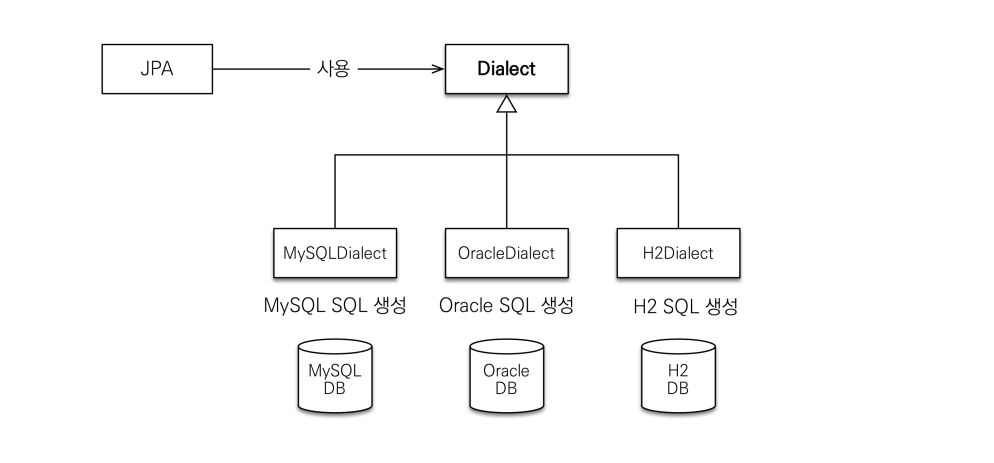 JPA
사용
Dialect
MySQLDialect
OracleDialect
H2Dialect
MySQL SQL 생성
Oracle SQL 생성
H2 SQL 생성
MySQL
DB
Oracle
DB
H2
DB